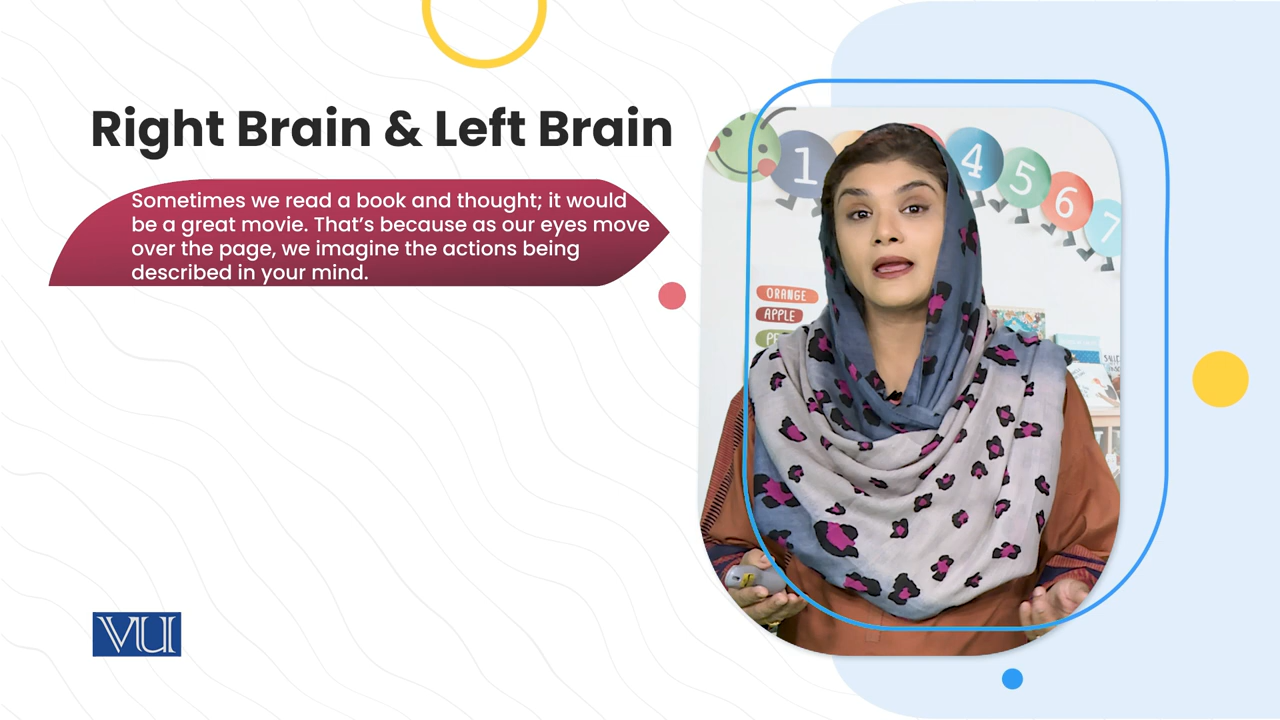 Right Brain & Left Brain
Sometimes we read a book and thought; it would
be a great movie. That's because as our eyes move
over the page, we imagine the actions being
described in your mind.
1
4
5
6
7
ORANGE
APPLE
VU